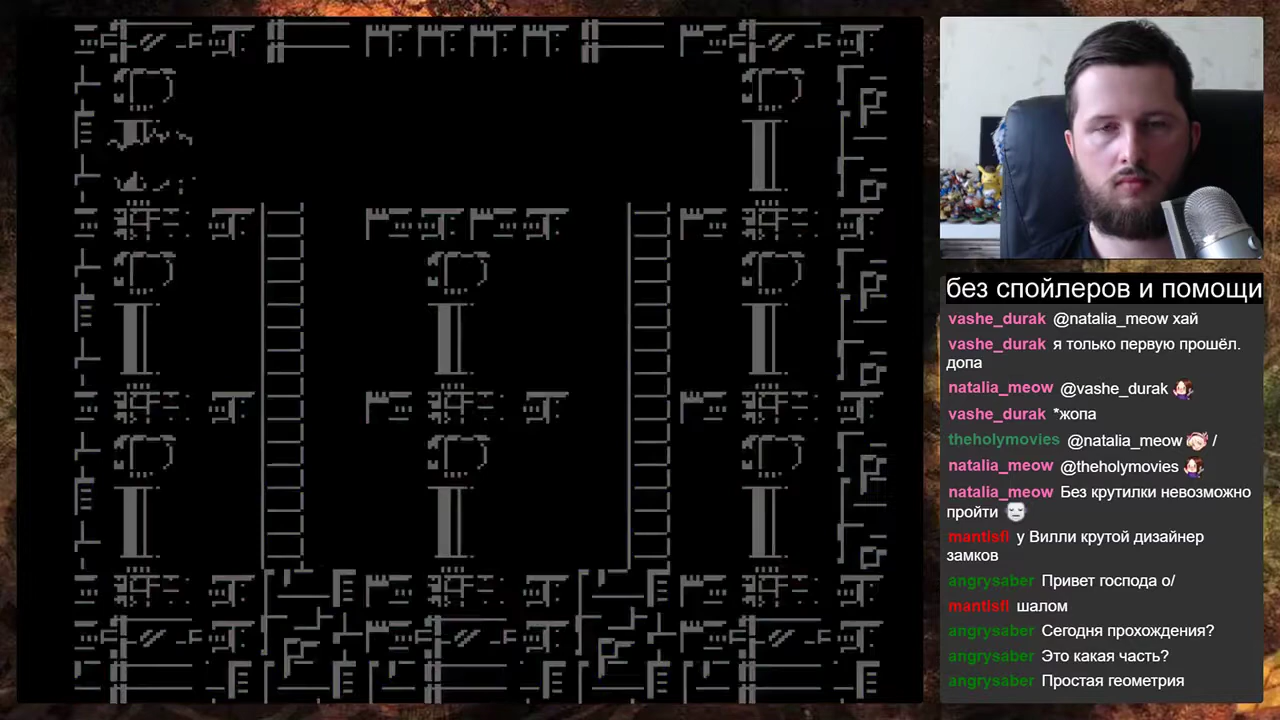 без спойлеров и помощи
vashe_durak @natalia_meow хай
vashe_durak я только первую прошёл.
допа
natalia_meow @vashe_durak
vashe_durak *жопа
theholymovies @natalia_meow /
natalia_meow @theholymovies
natalia_meow Без крутилки невозможно
пройти
mantisfl у Вилли крутой дизайнер
замков
angrysaber Привет господа o/
mantisfl шалом
angrysaber Сегодня прохождения?
angrysaber Это какая часть?
angrysaber Простая геометрия